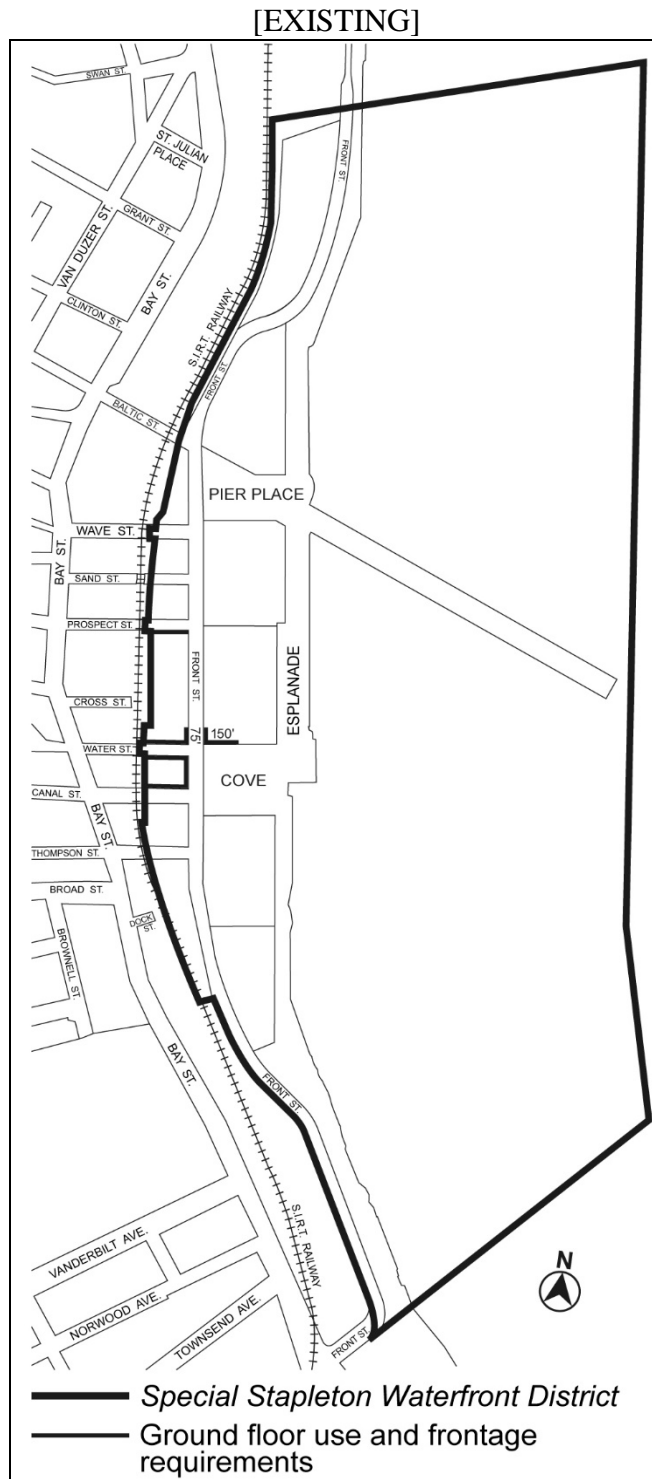 [EXISTING]
SWAN ST.
ST. JULIAN
PLACE
FRONT ST.
GRANT ST.
VAN DUZER ST.
BAY ST.
CLINTON ST.
S.I.R.T. RAILWAY
FRONT ST.
BALTIC ST.
PIER PLACE
WAVE ST.
BAY ST.
SAND ST.
PROSPECT ST.
FRONT ST.
ESPLANADE
CROSS ST.
75'
150'
WATER ST.
COVE
CANAL ST.
BAY ST.
THOMPSON ST.
BROAD ST.
DOCK
ST.
BROWNELL ST.
BAY ST.
FRONT ST.
S.I.R.T. RAILWAY
VANDERBILT AVE.
N
NORWOOD AVE.
TOWNSEND AVE.
FRONT ST.
Special Stapleton Waterfront District
Ground floor use and frontage
requirements